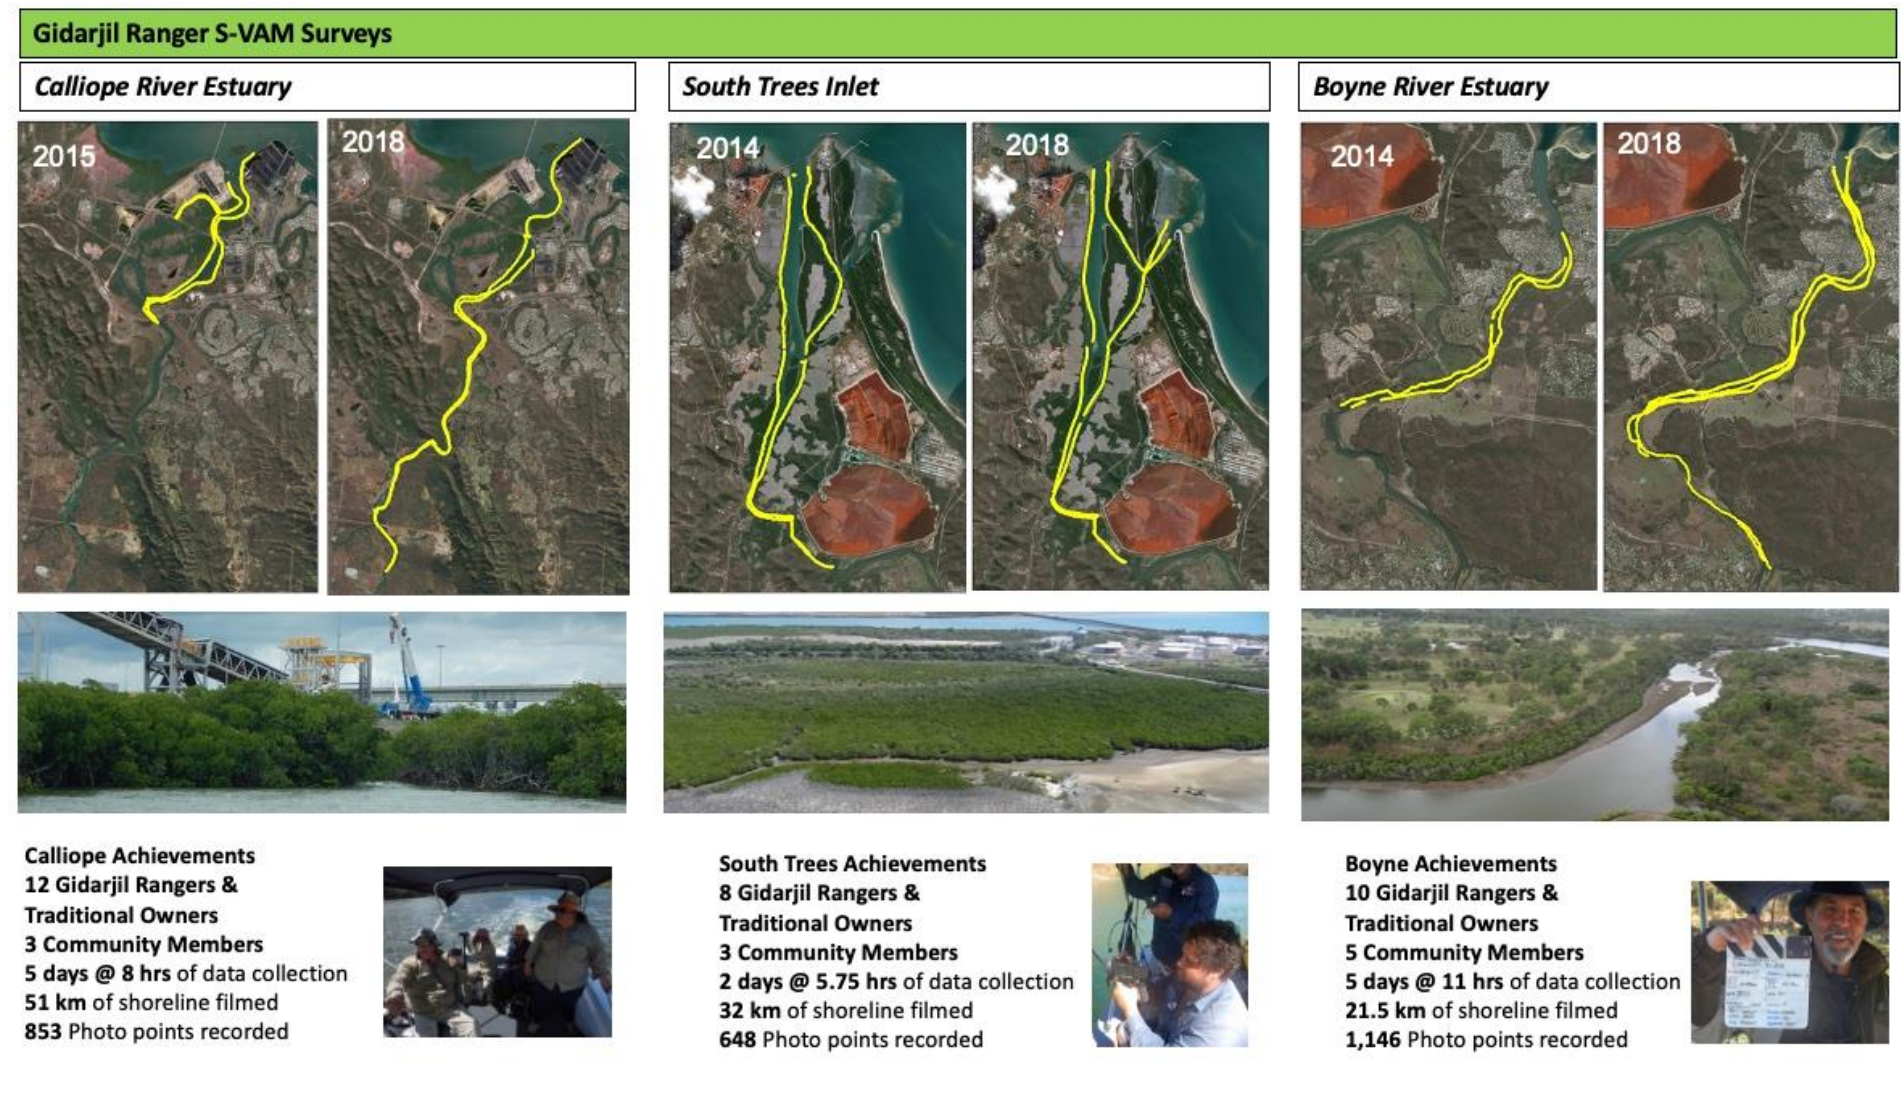 Gidarjil Ranger S-VAM Surveys
Calliope River Estuary
South Trees Inlet
Boyne River Estuary
2015
2018
2014
2018
2014
2018
Calliope Achievements
12 Gidarjil Rangers &
Traditional Owners
3 Community Members
5 days @ 8 hrs of data collection
51 km of shoreline filmed
853 Photo points recorded
South Trees Achievements
8 Gidarjil Rangers &
Traditional Owners
3 Community Members
2 days @ 5.75 hrs of data collection
32 km of shoreline filmed
648 Photo points recorded
Boyne Achievements
10 Gidarjil Rangers &
Traditional Owners
5 Community Members
5 days @ 11 hrs of data collection
21.5 km of shoreline filmed
1,146 Photo points recorded